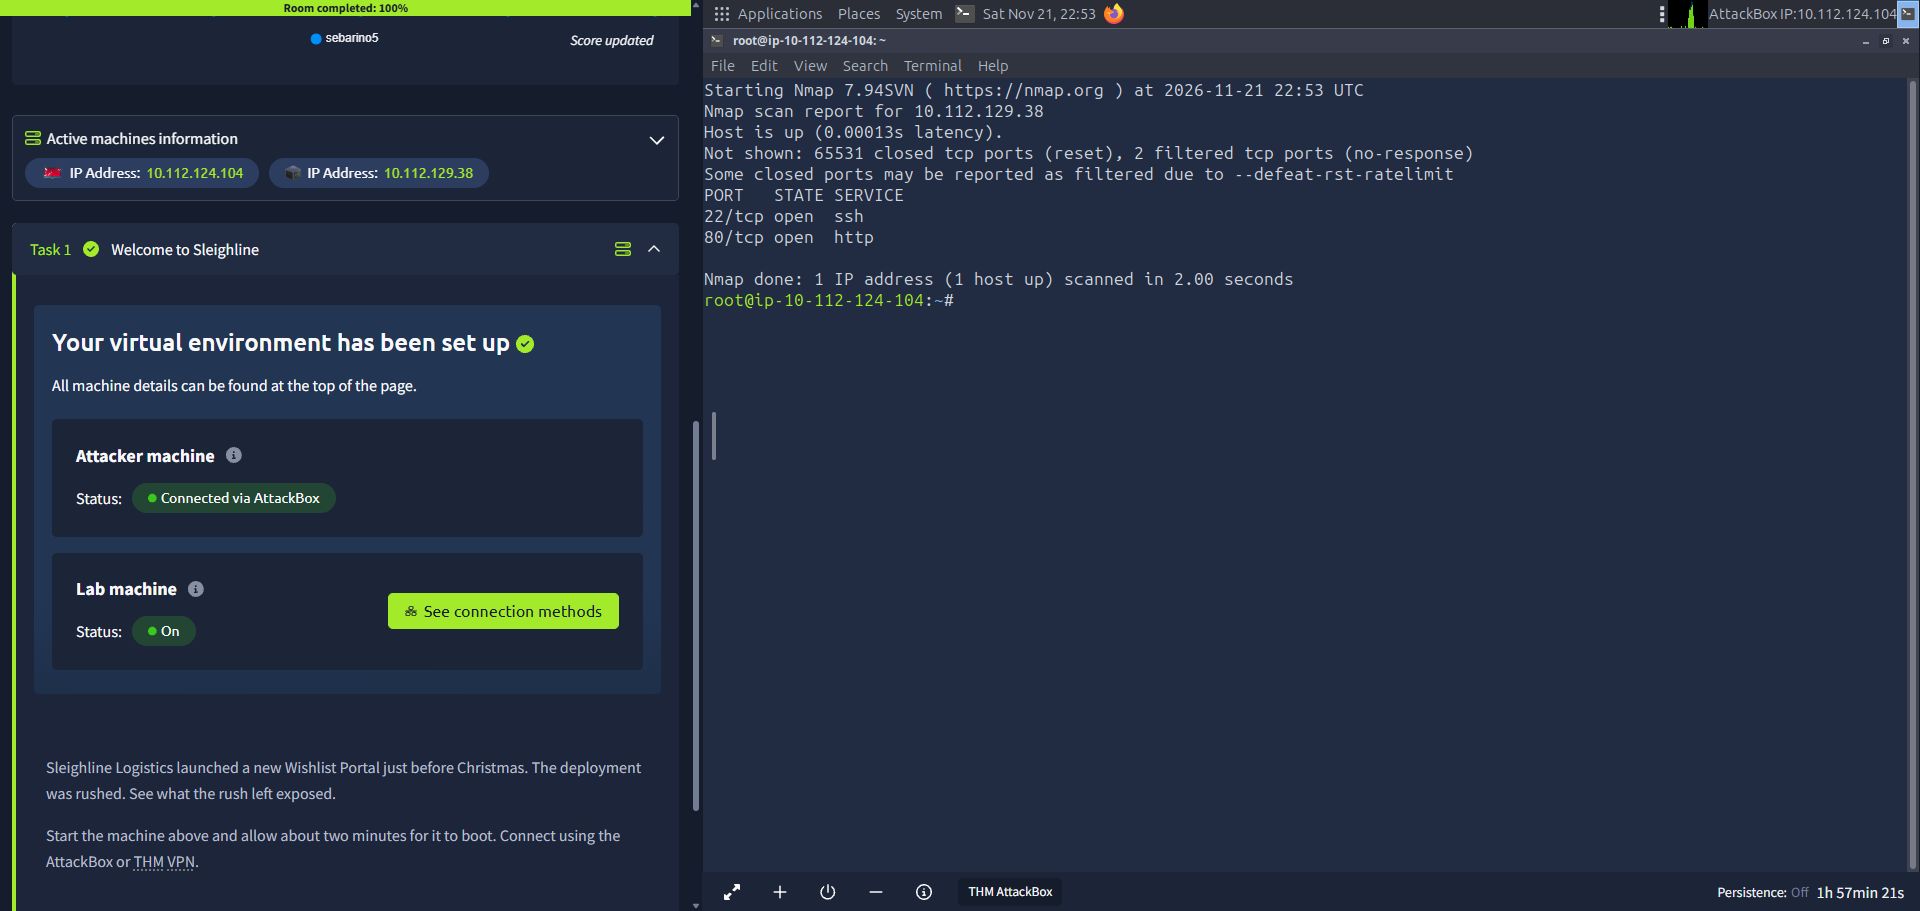 Room completed: 100%
sebarino5
Score updated
Active machines information
IP Address: 10.112.124.104
IP Address: 10.112.129.38
Task 1
Welcome to Sleighline
Your virtual environment has been set up
All machine details can be found at the top of the page.
Attacker machine
Status:
Connected via AttackBox
Lab machine
Status:
On
See connection methods
Sleighline Logistics launched a new Wishlist Portal just before Christmas. The deployment
was rushed. See what the rush left exposed.
Start the machine above and allow about two minutes for it to boot. Connect using the
AttackBox or THM VPN.
Applications Places System Sat Nov 21, 22:53 AttackBox IP:10.112.124.104
root@ip-10-112-124-104: ~
File Edit View Search Terminal Help
Starting Nmap 7.94SVN ( https://nmap.org ) at 2026-11-21 22:53 UTC
Nmap scan report for 10.112.129.38
Host is up (0.00013s latency).
Not shown: 65531 closed tcp ports (reset), 2 filtered tcp ports (no-response)
Some closed ports may be reported as filtered due to --defeat-rst-ratelimit
PORT   STATE SERVICE
22/tcp open  ssh
80/tcp open  http
Nmap done: 1 IP address (1 host up) scanned in 2.00 seconds
root@ip-10-112-124-104:~#
THM AttackBox
Persistence: Off 1h 57min 21s